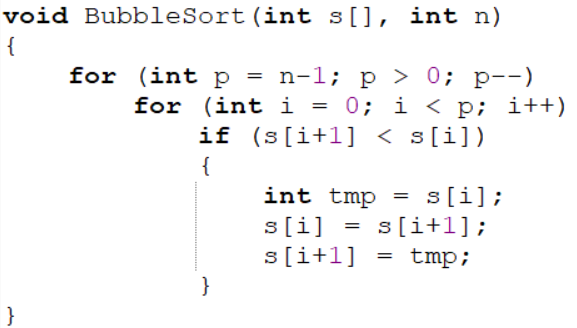 void BubbleSort(int s[], int n)
{
    for (int p = n-1; p > 0; p--)
        for (int i = 0; i < p; i++)
            if (s[i+1] < s[i])
            {
                int tmp = s[i];
                s[i] = s[i+1];
                s[i+1] = tmp;
            }
}